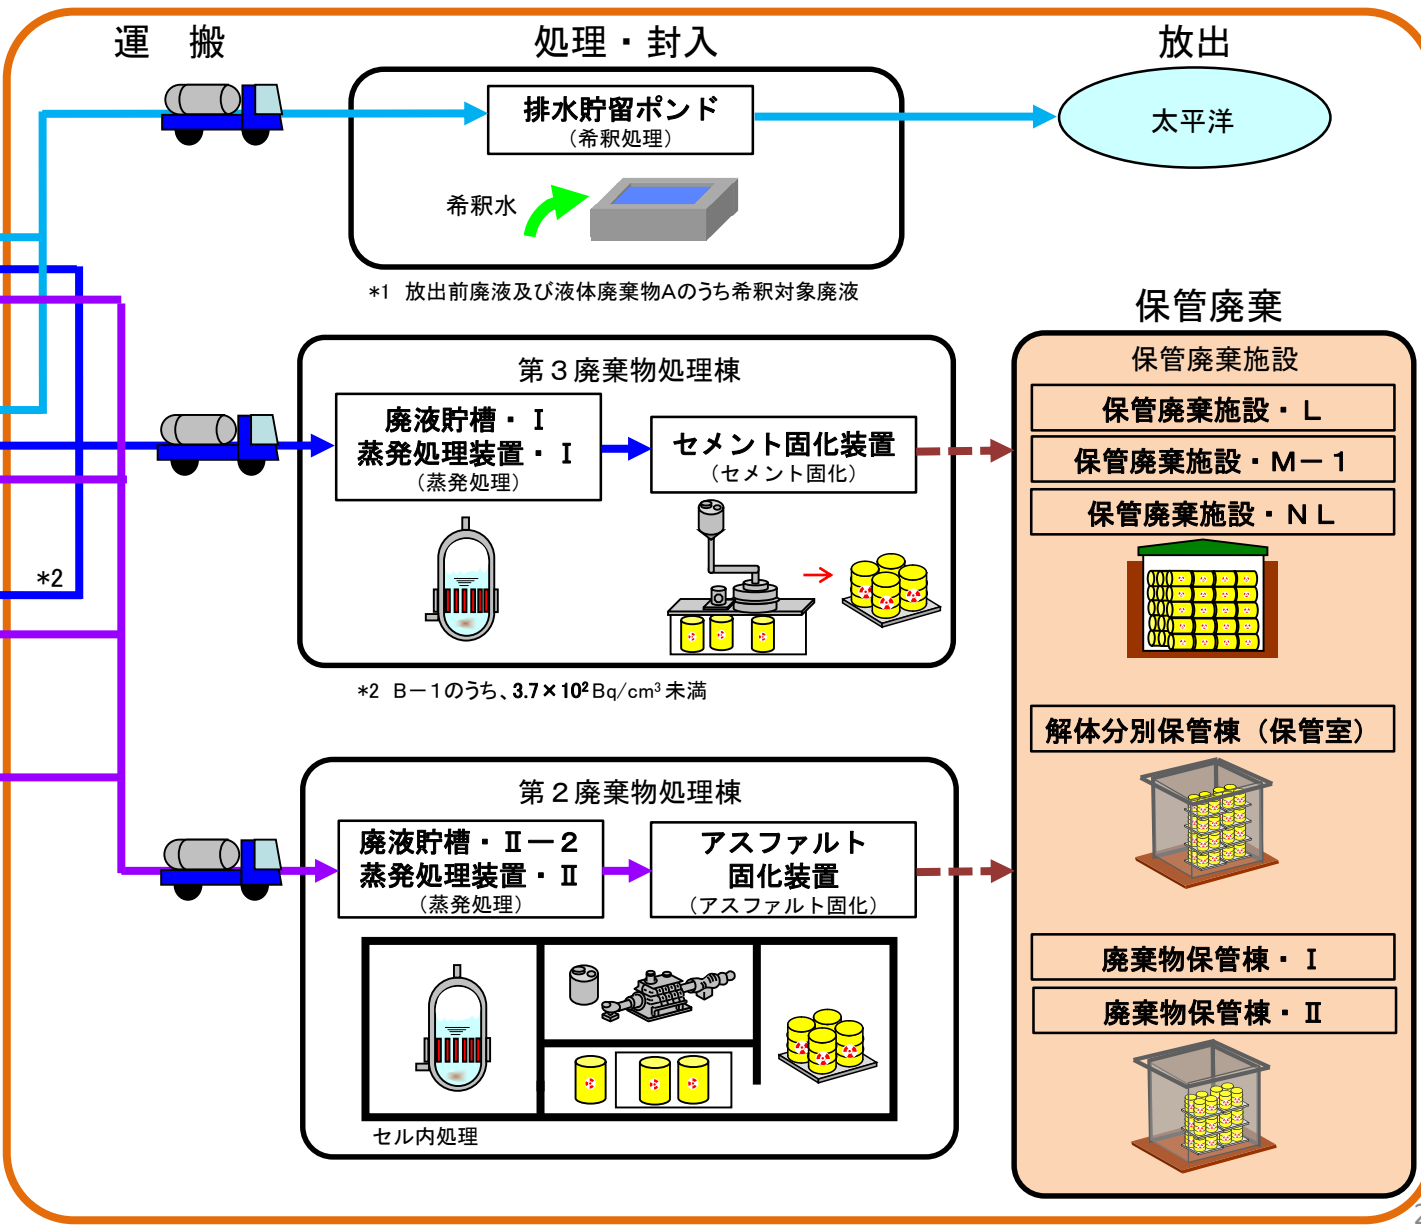 運 搬
処理・封入
放出
排水貯留ポンド
(希釈処理)
太平洋
希釈水
*1 放出前廃液及び液体廃棄物Aのうち希釈対象廃液
保管廃棄
第3廃棄物処理棟
保管廃棄施設
廃液貯槽・Ⅰ
蒸発処理装置・Ⅰ
(蒸発処理)
セメント固化装置
(セメント固化)
保管廃棄施設・L
保管廃棄施設・M-1
保管廃棄施設・NL
*2
*2 B-1のうち、3.7×10²Bq/cm³未満
解体分別保管棟(保管室)
第2廃棄物処理棟
廃液貯槽・Ⅱ-2
蒸発処理装置・Ⅱ
(蒸発処理)
アスファルト
固化装置
(アスファルト固化)
廃棄物保管棟・Ⅰ
廃棄物保管棟・Ⅱ
セル内処理